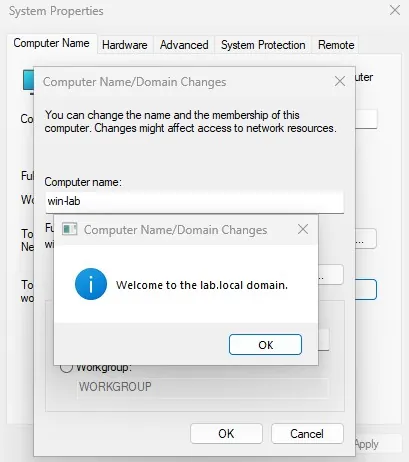 System Properties
Computer Name Hardware Advanced System Protection Remote
Computer Name/Domain Changes
You can change the name and the membership of this
computer. Changes might affect access to network resources.
Computer name:
win-lab
Computer Name/Domain Changes
Welcome to the lab.local domain.
OK
Workgroup:
WORKGROUP
OK Cancel
Apply